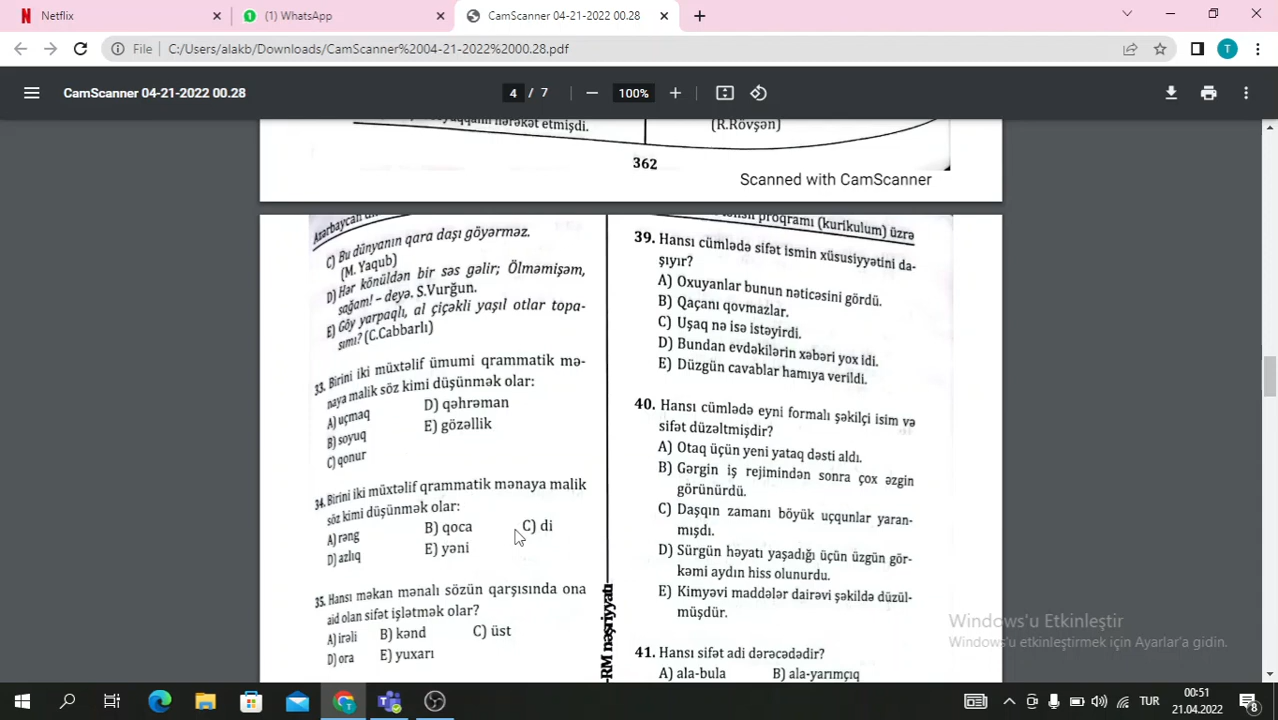 Netflix
(1) WhatsApp
CamScanner 04-21-2022 00.28
File
C:/Users/alakb/Downloads/CamScanner%2004-21-2022%2000.28.pdf
T
CamScanner 04-21-2022 00.28
4 / 7
100%
hərəkət etmişdi.
(R.Rövşən)
362
Scanned with CamScanner
Azərbaycan
C) Bu dünyanın qara daşı göyərməz.
(M. Yaqub)
D) Hər könüldən bir səs gəlir; Ölməmişəm,
sağam! – deyə. S.Vurğun.
E) Göy yarpaqlı, al çiçəkli yaşıl otlar topa-
sımı? (C.Cabbarlı)
33. Birini iki müxtəlif ümumi qrammatik mə-
naya malik söz kimi düşünmək olar:
A) uçmaq
D) qəhrəman
B) soyuq
E) gözəllik
C) qonur
34. Birini iki müxtəlif qrammatik mənaya malik
söz kimi düşünmək olar:
A) rəng
B) qoca
C) di
D) azlıq
E) yəni
35. Hansı məkan mənalı sözün qarşısında ona
aid olan sifət işlətmək olar?
A) irəli
B) kənd
C) üst
D) ora
E) yuxarı
-RM nəşriyyatı
proqramı (kurikulum) üzrə
39. Hansı cümlədə sifət ismin xüsusiyyətini da-
şıyır?
A) Oxuyanlar bunun nəticəsini gördü.
B) Qaçanı qovmazlar.
C) Uşaq nə isə istəyirdi.
D) Bundan evdəkilərin xəbəri yox idi.
E) Düzgün cavablar hamıya verildi.
40. Hansı cümlədə eyni formalı şəkilçi isim və
sifət düzəltmişdir?
A) Otaq üçün yeni yataq dəsti aldı.
B) Gərgin iş rejimindən sonra çox əzgin
görünürdü.
C) Daşqın zamanı böyük uçqunlar yaran-
mışdı.
D) Sürgün həyatı yaşadığı üçün üzgün gör-
kəmi aydın hiss olunurdu.
E) Kimyəvi maddələr dairəvi şəkildə düzül-
müşdür.
41. Hansı sifət adi dərəcədədir?
A) ala-bula
B) ala-yarımçıq
Windows'u Etkinleştir
Windows'u etkinleştirmek için Ayarlar'a gidin.
TUR
00:51
21.04.2022
8